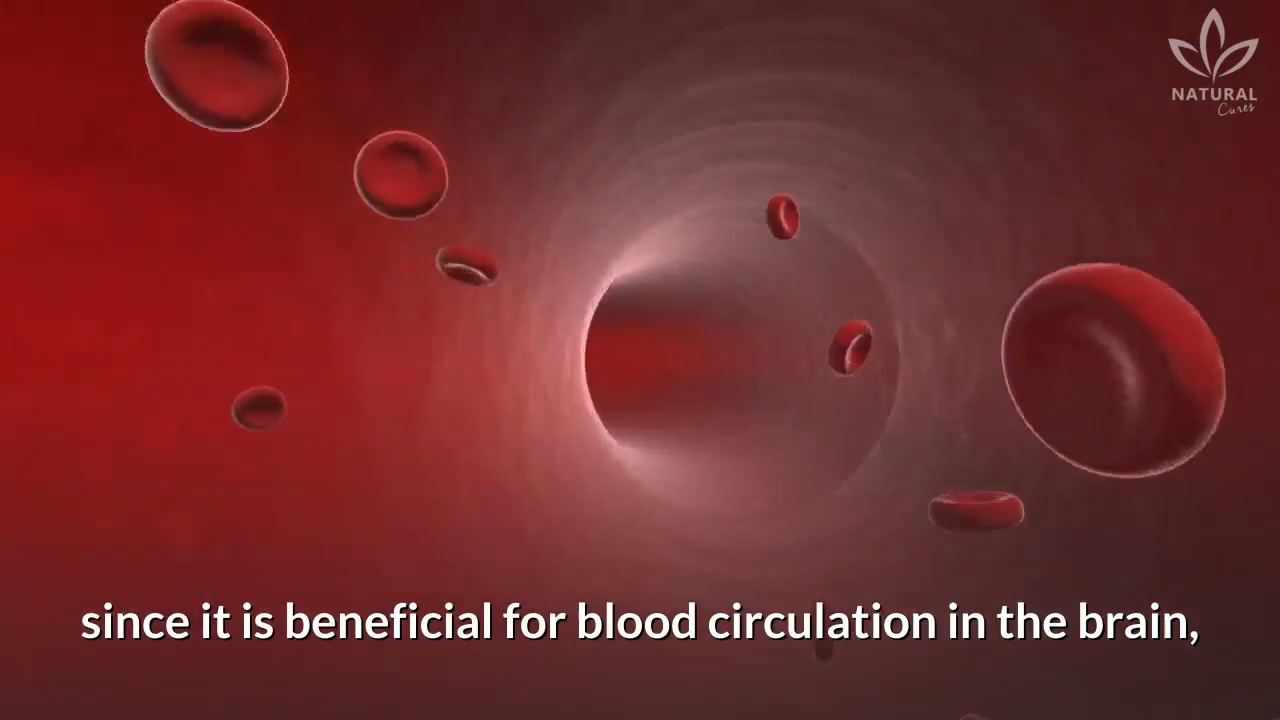 NATURAL
Cures
since it is beneficial for blood circulation in the brain,